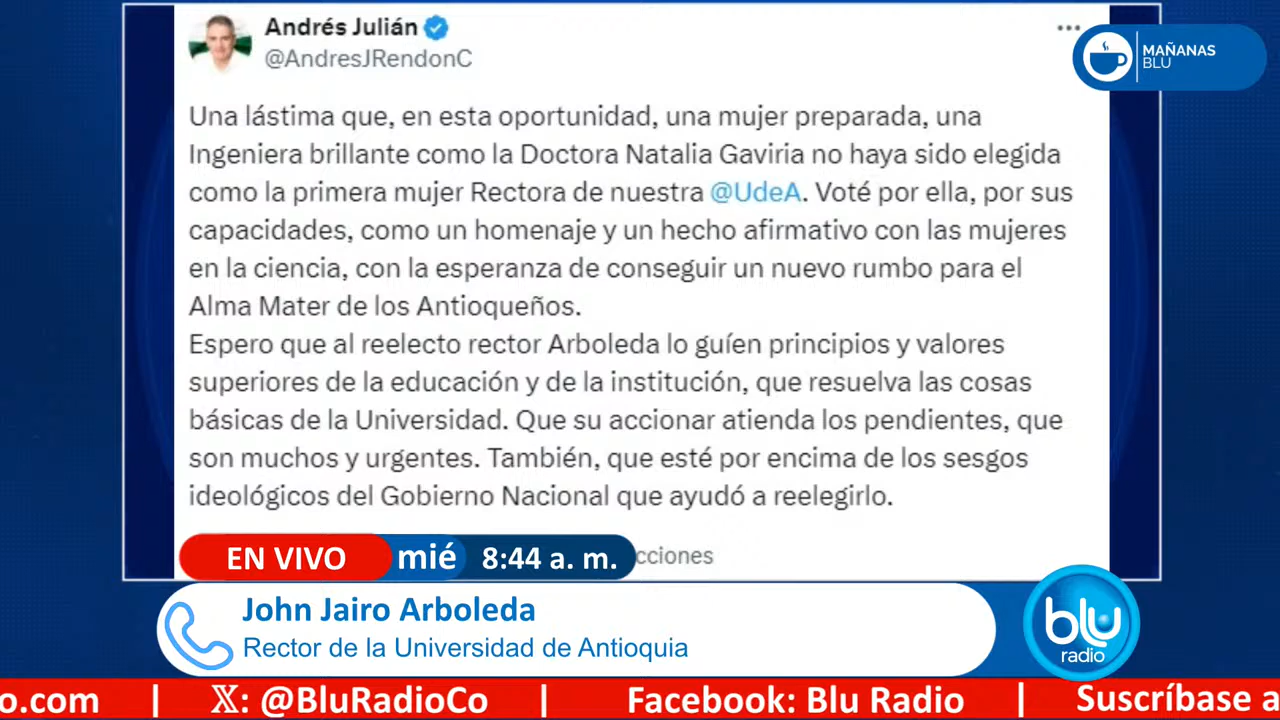 Andrés Julián
@AndresJRendonC
MAÑANAS
BLU
Una lástima que, en esta oportunidad, una mujer preparada, una
Ingeniera brillante como la Doctora Natalia Gaviria no haya sido elegida
como la primera mujer Rectora de nuestra @UdeA. Voté por ella, por sus
capacidades, como un homenaje y un hecho afirmativo con las mujeres
en la ciencia, con la esperanza de conseguir un nuevo rumbo para el
Alma Mater de los Antioqueños.
Espero que al reelecto rector Arboleda lo guíen principios y valores
superiores de la educación y de la institución, que resuelva las cosas
básicas de la Universidad. Que su accionar atienda los pendientes, que
son muchos y urgentes. También, que esté por encima de los sesgos
ideológicos del Gobierno Nacional que ayudó a reelegirlo.
EN VIVO mié 8:44 a. m. cciones
John Jairo Arboleda
Rector de la Universidad de Antioquia
blu
radio
o.com | X: @BluRadioCo | Facebook: Blu Radio | Suscríbase a